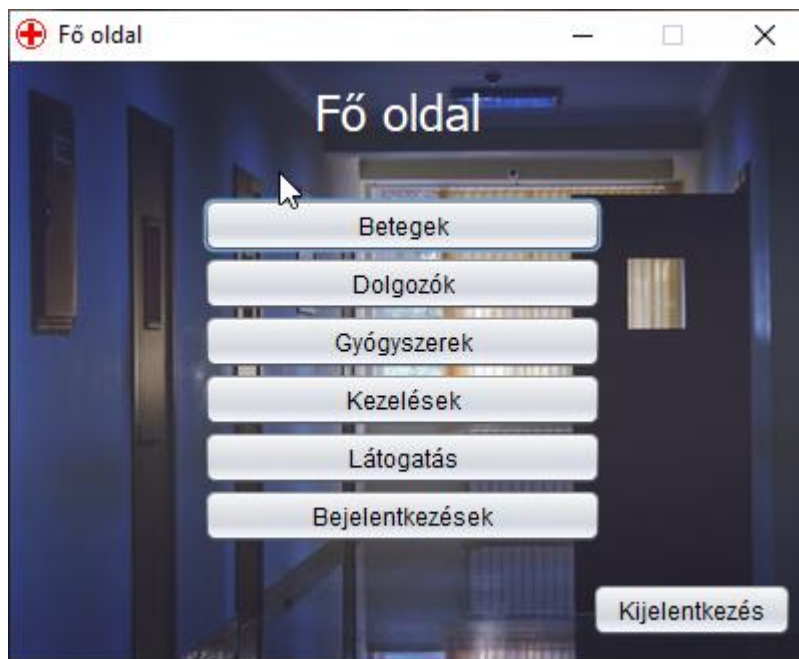 Fő oldal
Fő oldal
Betegek
Dolgozók
Gyógyszerek
Kezelések
Látogatás
Bejelentkezések
Kijelentkezés